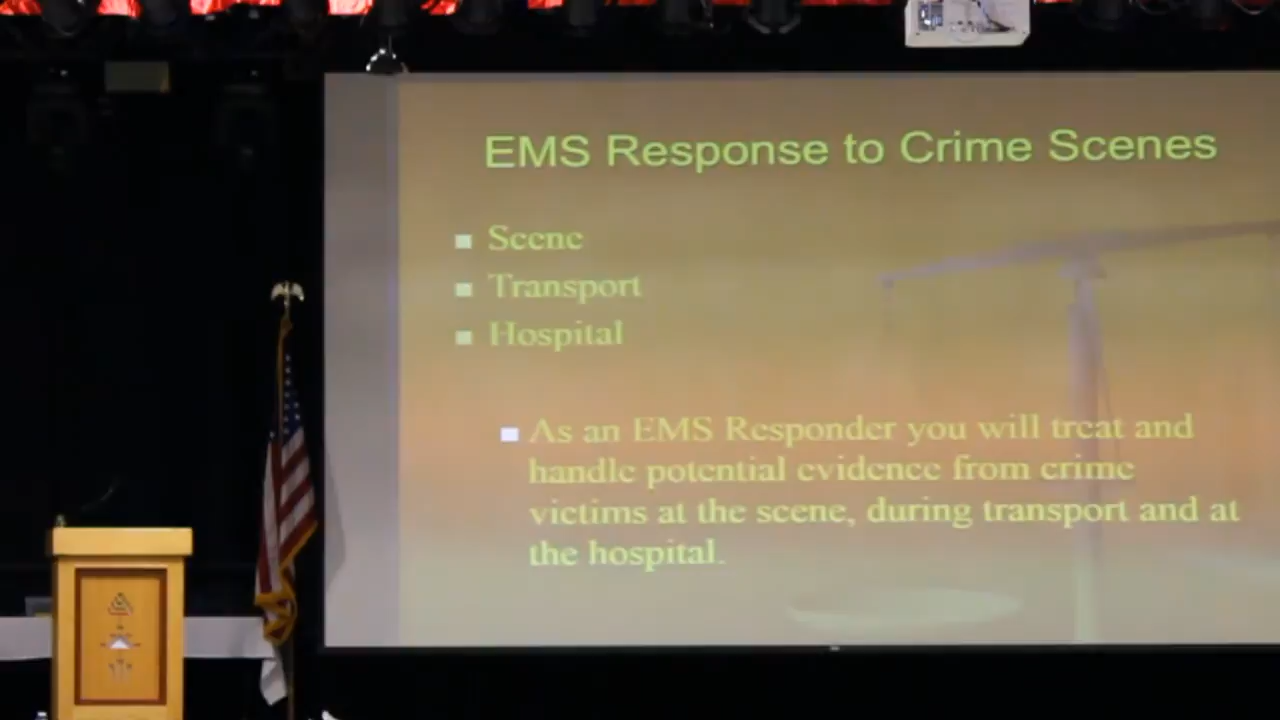 EMS Response to Crime Scenes
Scene
Transport
Hospital
As an EMS Responder you will treat and
handle potential evidence from crime
victims at the scene, during transport and at
the hospital.